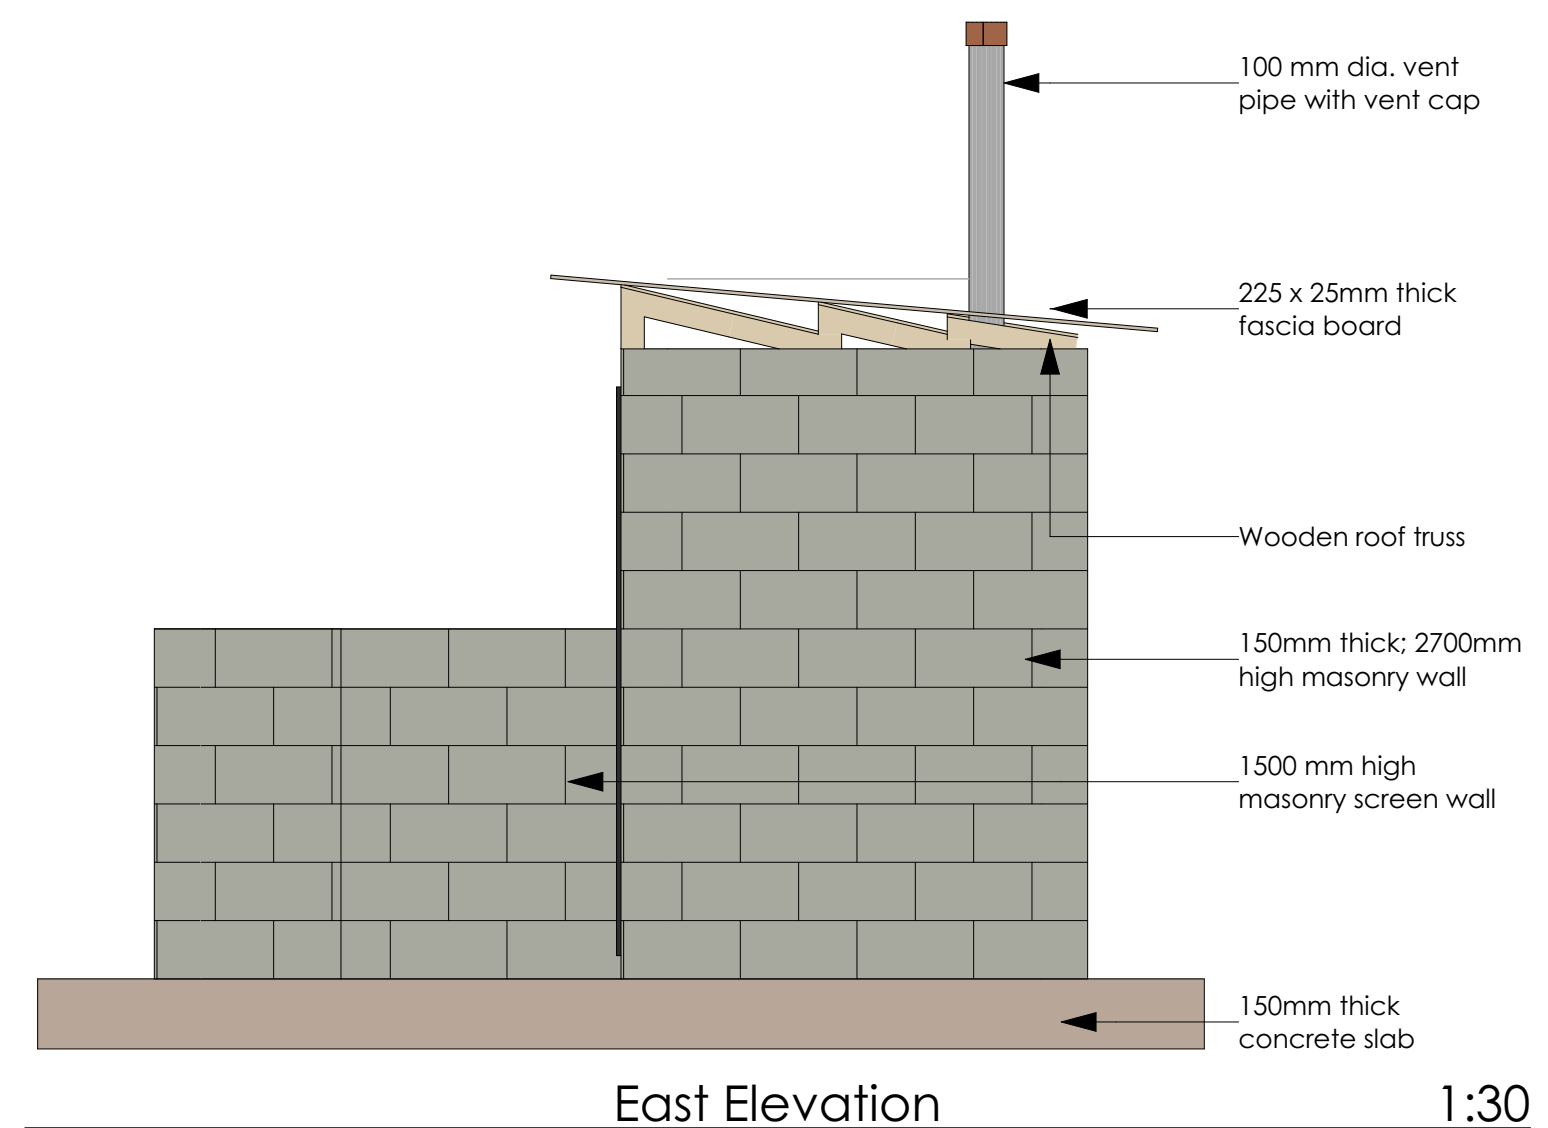 100 mm dia. vent
pipe with vent cap
225 x 25mm thick
fascia board
Wooden roof truss
150mm thick; 2700mm
high masonry wall
1500 mm high
masonry screen wall
150mm thick
concrete slab
East Elevation
1:30